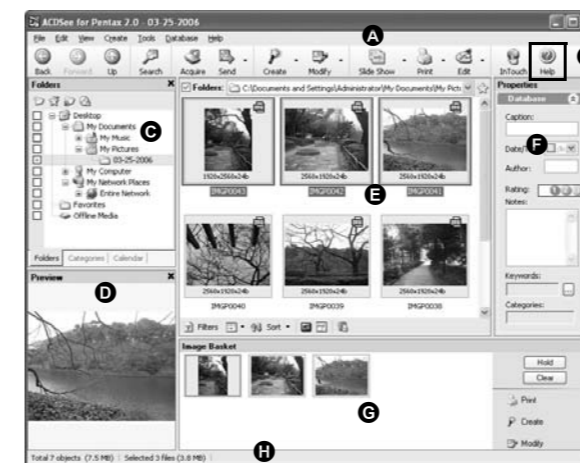 ACDSee for Pentax 2.0 - 03-25-2006
File Edit View Create Tools Database Help
A
Back Forward Up Search Acquire Send Create Modify Slide Show Print Edit InTouch Help
Folders
Folders: C:\Documents and Settings\Administrator\My Documents\My Pictu
Properties
Database
Desktop
My Documents
C
My Music
My Pictures
03-25-2006
My Computer
My Network Places
Entire Network
Favorites
Offline Media
Folders Categories Calendar
1920x2560x24b 2560x1920x24b 2560x1920x24b
IMGP0043 IMGP0042 IMGP0041
E
2560x1920x24b 2560x1920x24b 2560x1920x24b
IMGP0040 IMGP0039 IMGP0038
Filters Sort
Caption:
Date/T
F
Author:
Rating:
Notes:
Keywords:
...
Categories:
Preview
D
Image Basket
G
Hold
Clear
Print
Create
Modify
Total 7 objects (7.5 MB) Selected 3 files (3.8 MB)
H